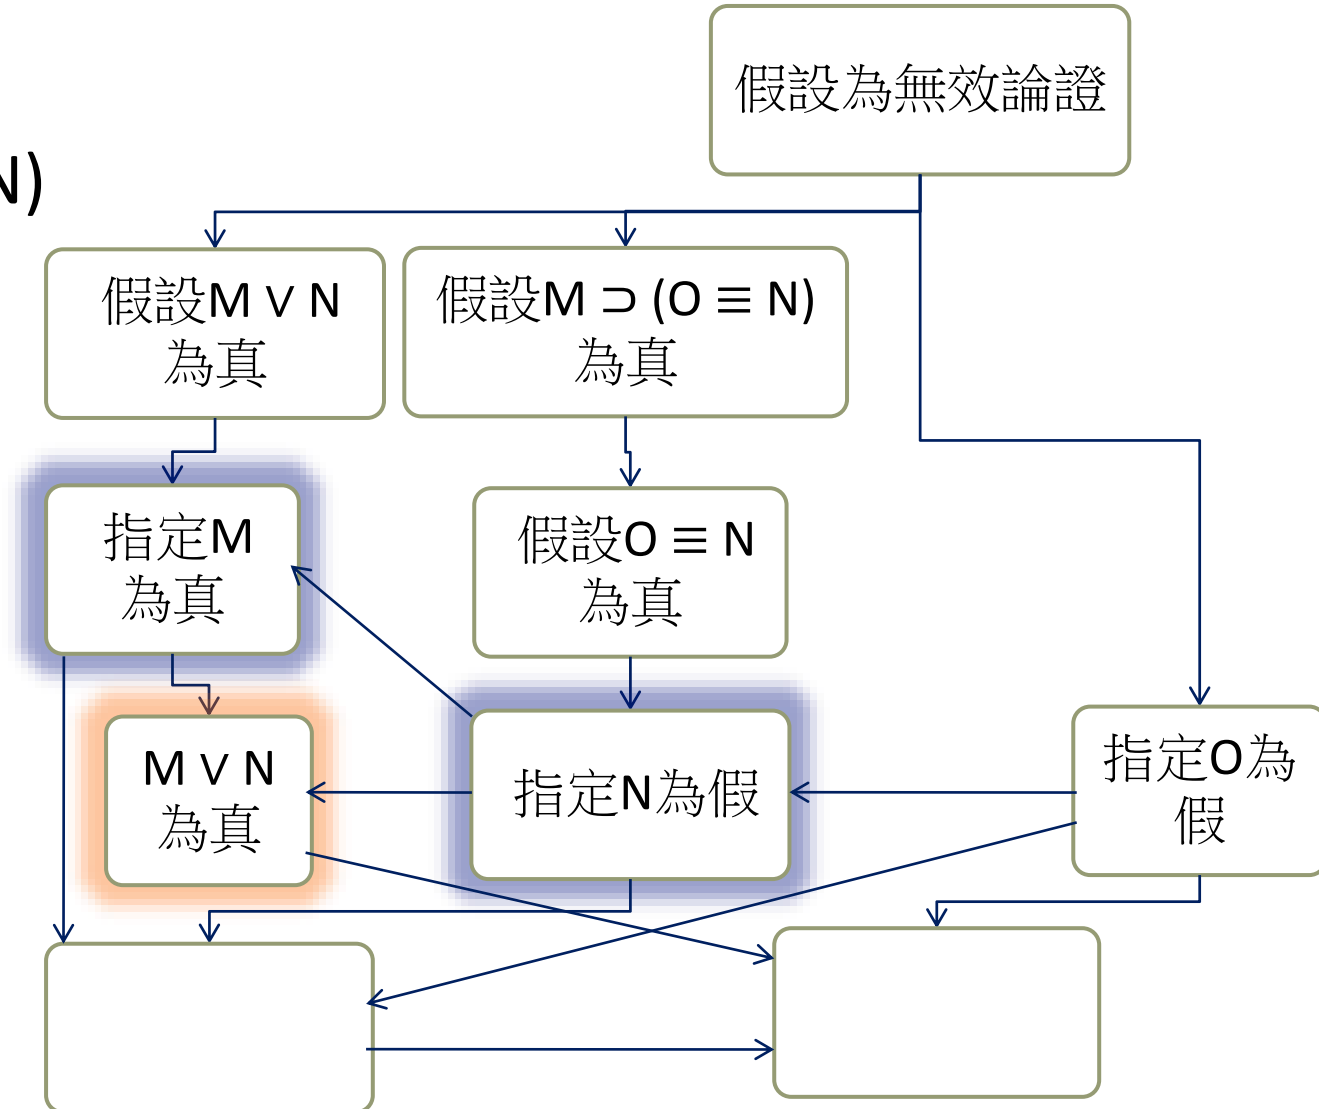 假設為無效論證
N)
假設M ∨ N
為真
假設M ⊃ (O ≡ N)
為真
指定M
為真
假設O ≡ N
為真
M ∨ N
為真
指定N為假
指定O為
假